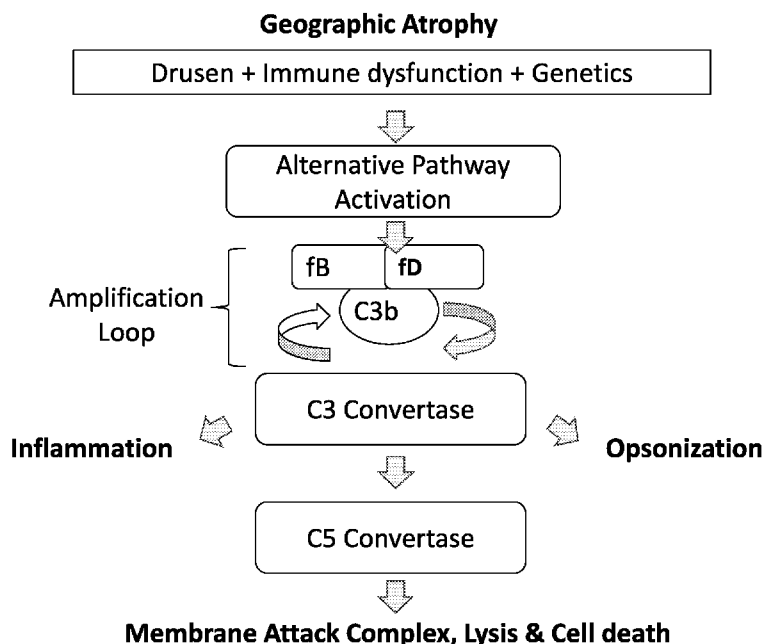 Geographic Atrophy
Drusen + Immune dysfunction + Genetics
Alternative Pathway
Activation
fB
fD
Amplification
Loop
C3b
C3 Convertase
Inflammation
Opsonization
C5 Convertase
Membrane Attack Complex, Lysis & Cell death